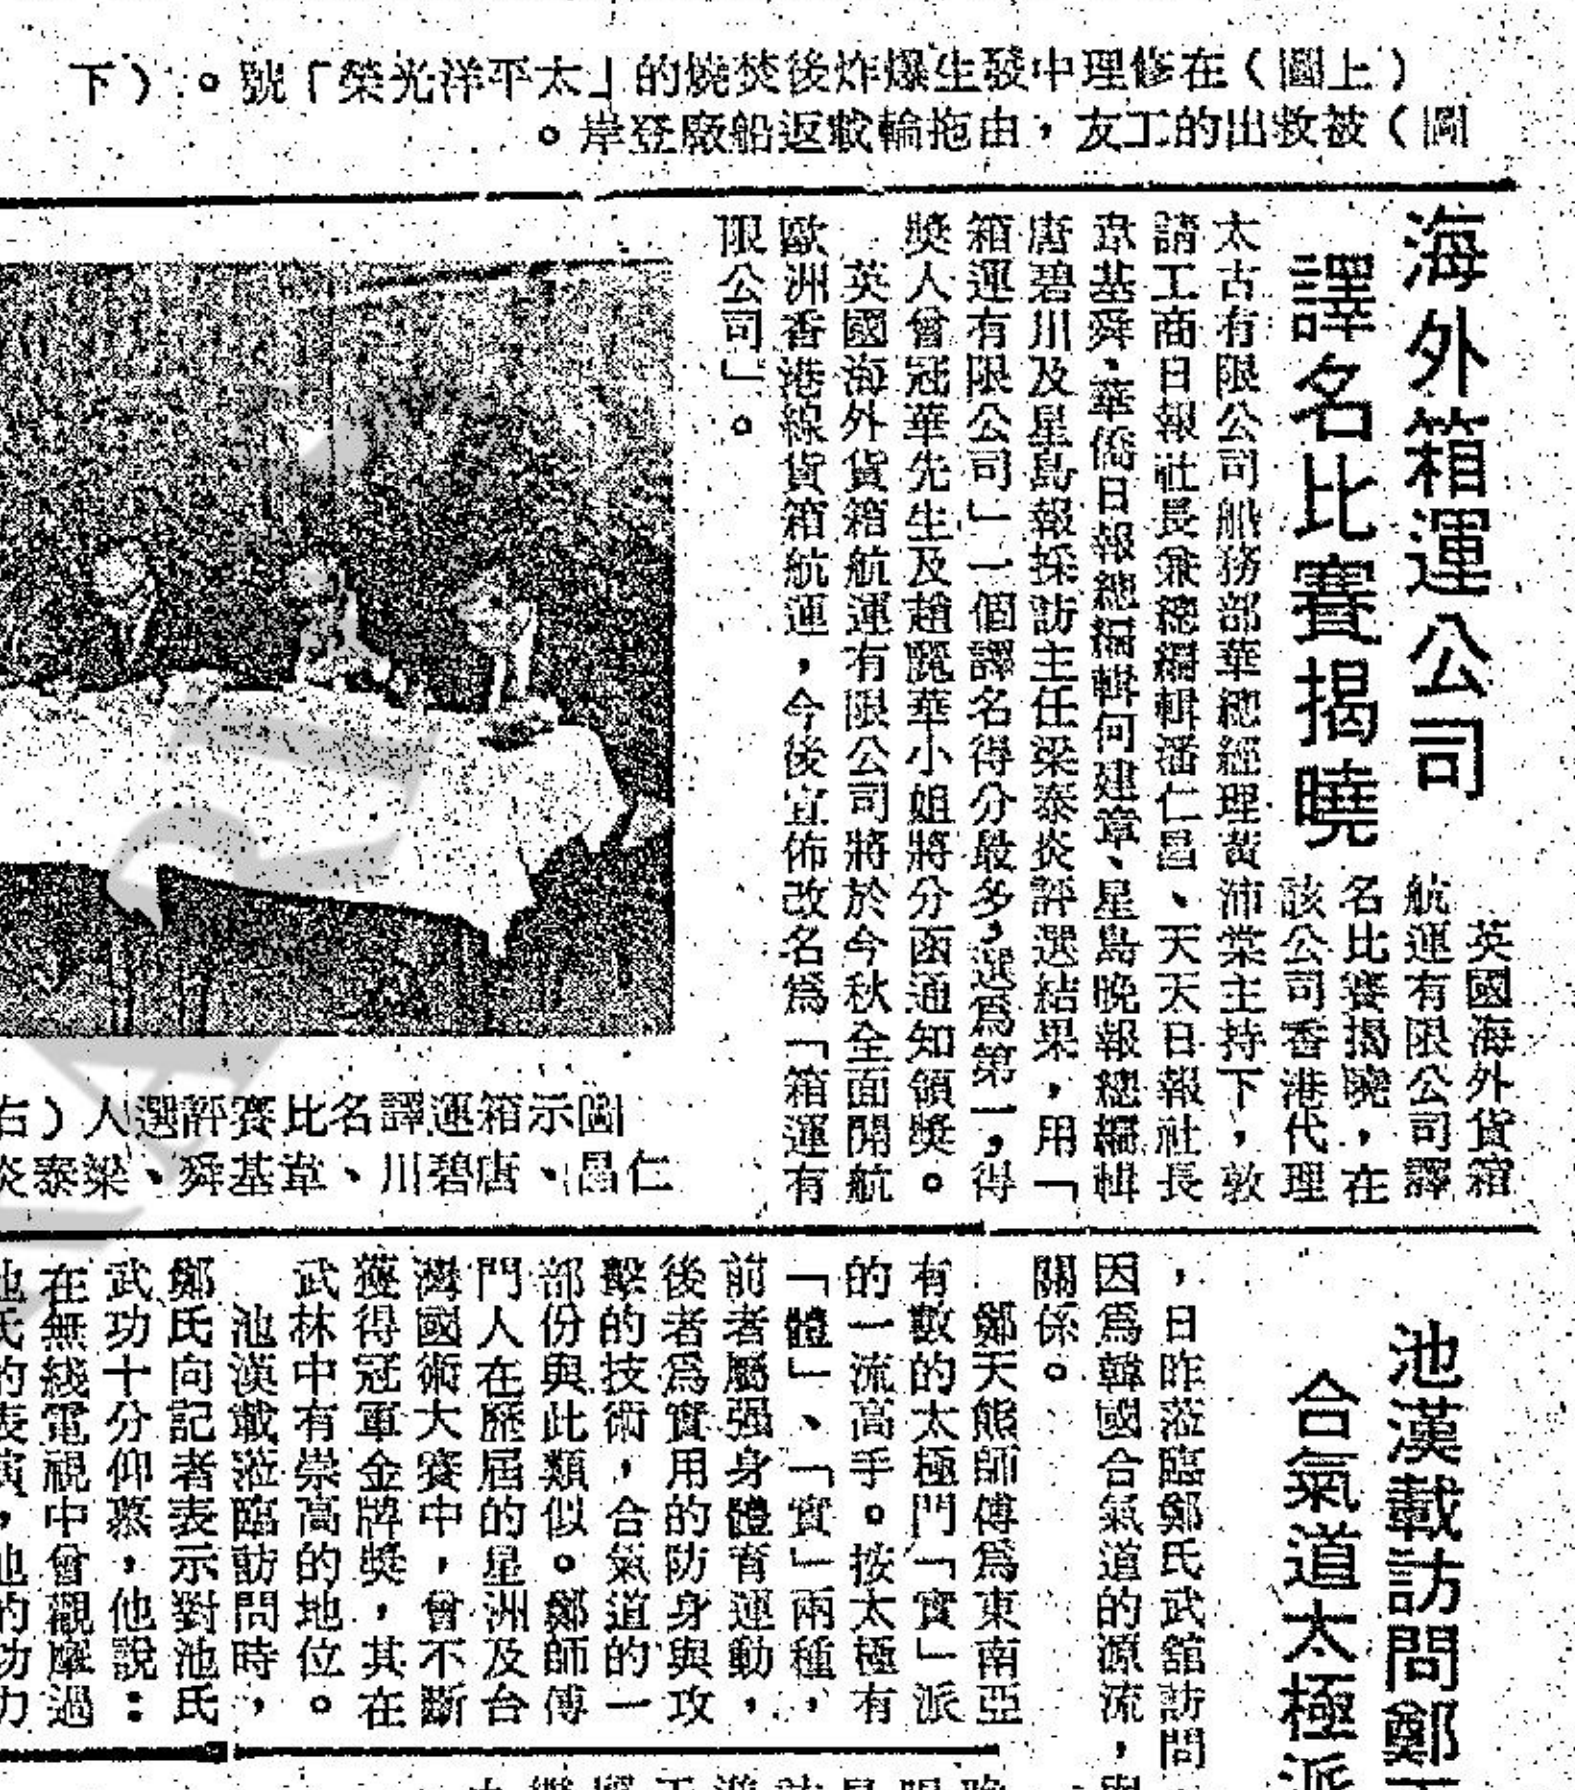 （上圖）在修理中發生爆炸後焚燒的「太平洋光榮」號。（下
圖）被救出的工友，由拖輪載返船廠登岸。
海外箱運公司
譯名比賽揭曉
英國海外貨箱
航運有限公司譯
名比賽揭曉，在
該公司香港代理
太古有限公司船務部華總經理黃沛棠主持下，敦
請工商日報社長兼總編輯潘仁昌、天天日報社長
韋基舜、華僑日報總編輯何建章、星島晚報總編輯
唐碧川及星島報採訪主任梁泰炎評選結果，用「
箱運有限公司」一個譯名得分最多，選爲第一，得
獎人曾冠華先生及趙麗華小姐將分函通知領獎。
英國海外貨箱航運有限公司將於今秋全面開航
歐洲香港線貨箱航運，今後宣佈改名爲「箱運有
限公司」。
圖示箱運譯名比賽評選人（右
仁昌、唐碧川、韋基舜、梁泰炎
池漢載訪問鄭
合氣道太極派
，日昨蒞臨鄭氏武舘訪問
因爲韓國合氣道的源流，
關係。
鄭天熊師傅爲東南亞
有數的太極門「實」派
的一流高手。按太極有
「體」、「實」兩種，
前者屬强身體育運動，
後者爲實用的防身與攻
擊的技術，合氣道的一
部份與此類似。鄭師傅
門人在歷屆的星洲及台
灣國術大賽中，曾不斷
獲得冠軍金牌獎，其在
武林中有崇高的地位。
池漢載蒞臨訪問時，
鄭氏向記者表示對池氏
武功十分仰慕，他說：
在無綫電視中曾觀摩過
池氏的表演，他的功力